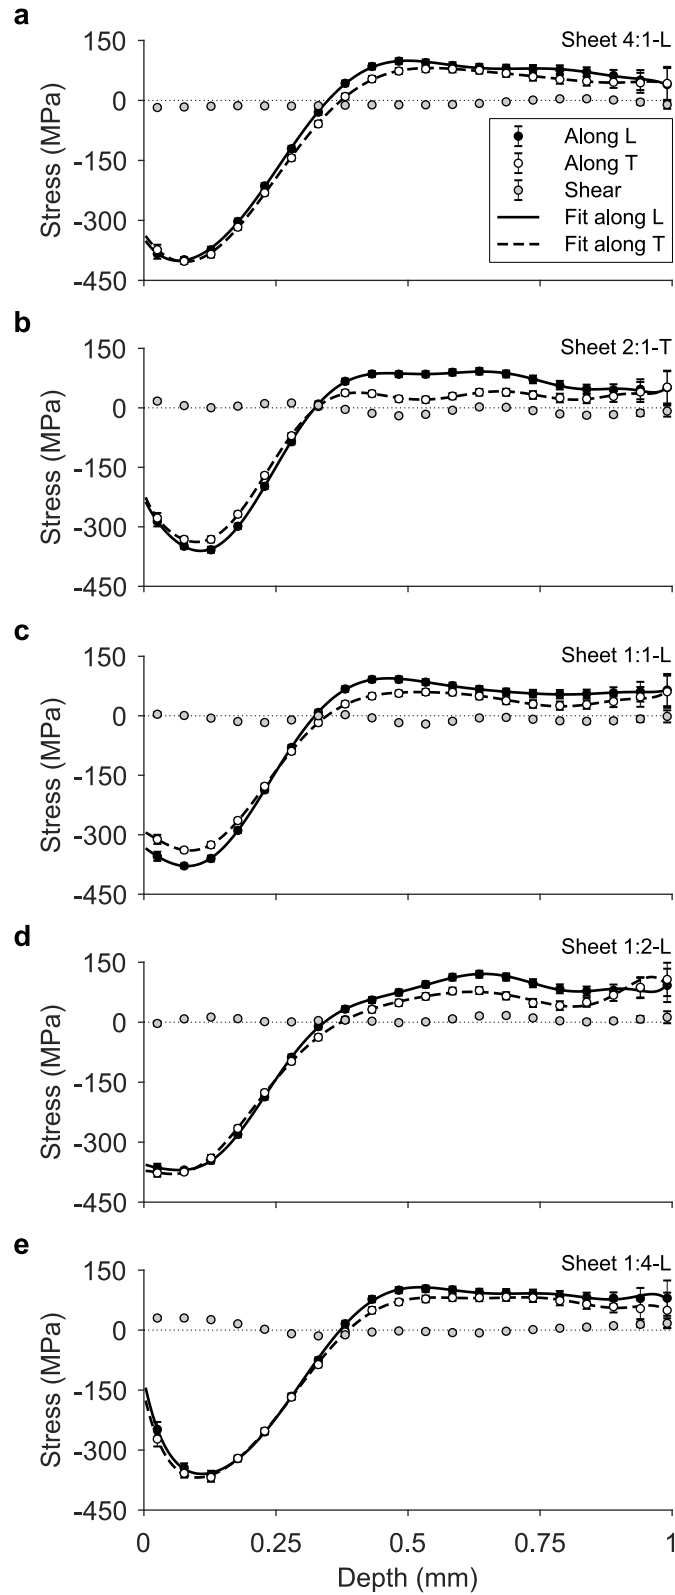 a
Sheet 4:1-L
150
0
-150
-300
-450
Stress (MPa)
Along L
Along T
Shear
Fit along L
Fit along T
b
Sheet 2:1-T
150
0
-150
-300
-450
Stress (MPa)
c
Sheet 1:1-L
150
0
-150
-300
-450
Stress (MPa)
d
Sheet 1:2-L
150
0
-150
-300
-450
Stress (MPa)
e
Sheet 1:4-L
150
0
-150
-300
-450
Stress (MPa)
0 0.25 0.5 0.75 1
Depth (mm)